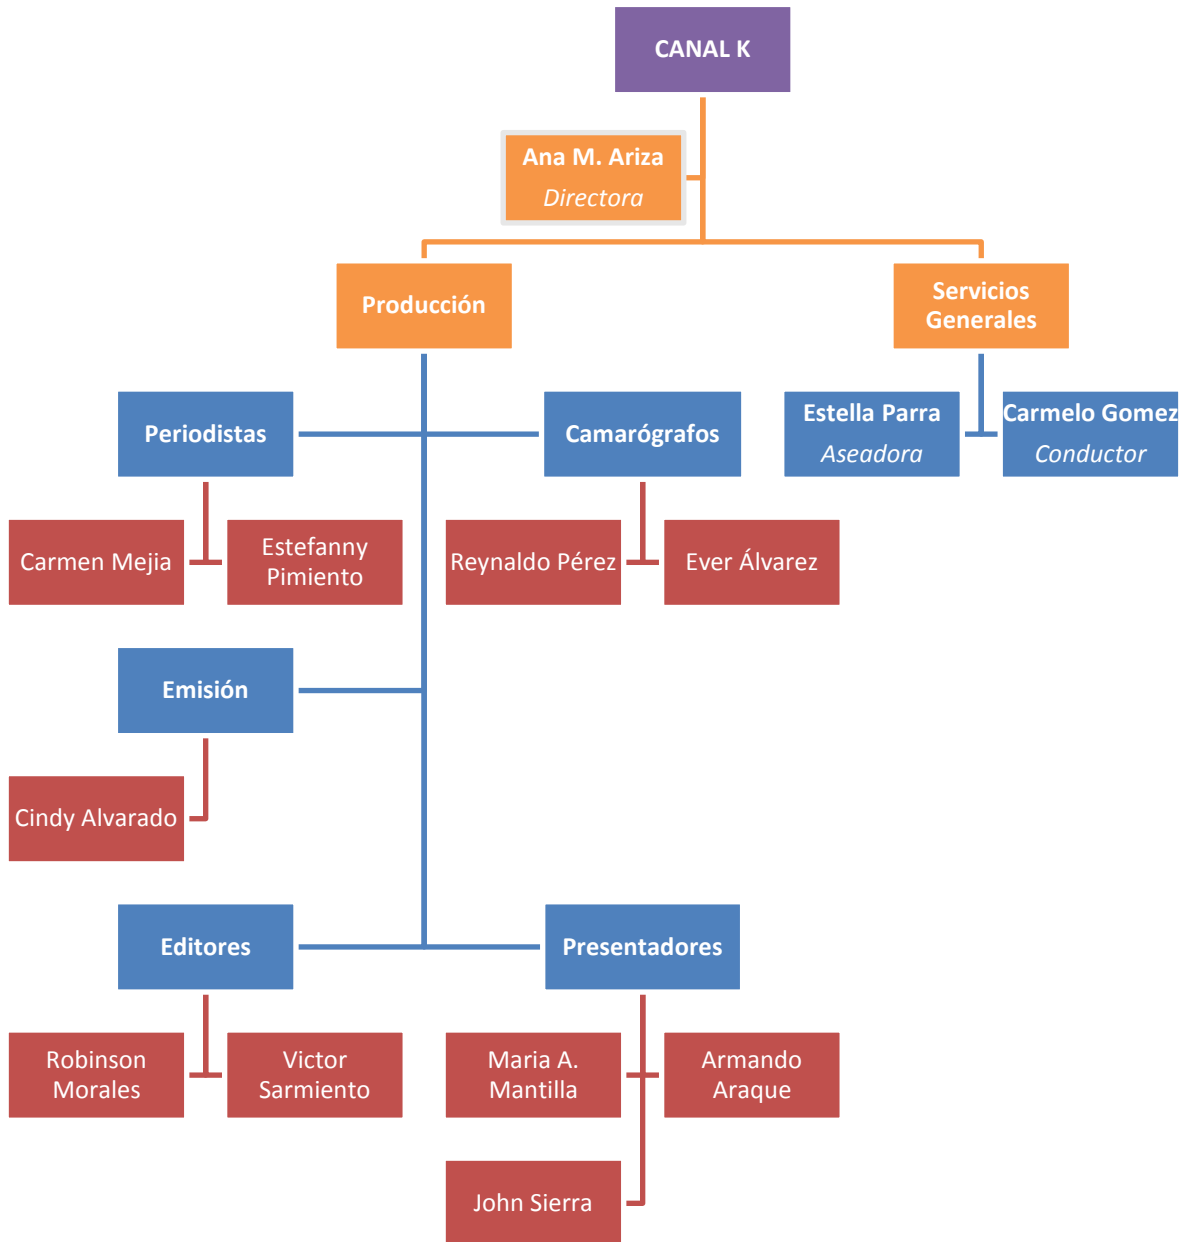 CANAL K
Ana M. Ariza
Directora
Producción
Servicios
Generales
Periodistas
Camarógrafos
Estella Parra
Aseadora
Carmelo Gomez
Conductor
Carmen Mejia
Estefanny
Pimiento
Reynaldo Pérez
Ever Álvarez
Emisión
Cindy Alvarado
Editores
Presentadores
Robinson
Morales
Victor
Sarmiento
Maria A.
Mantilla
Armando
Araque
John Sierra